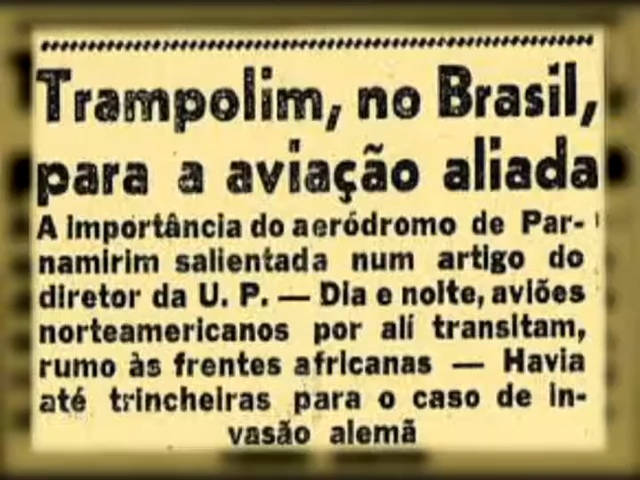 Trampolim, no Brasil,
para a aviação aliada
A importância do aeródromo de Par-
namirim salientada num artigo do
diretor da U. P. — Dia e noite, aviões
norteamericanos por alí transitam,
rumo às frentes africanas — Havia
até trincheiras para o caso de in-
vasão alemã